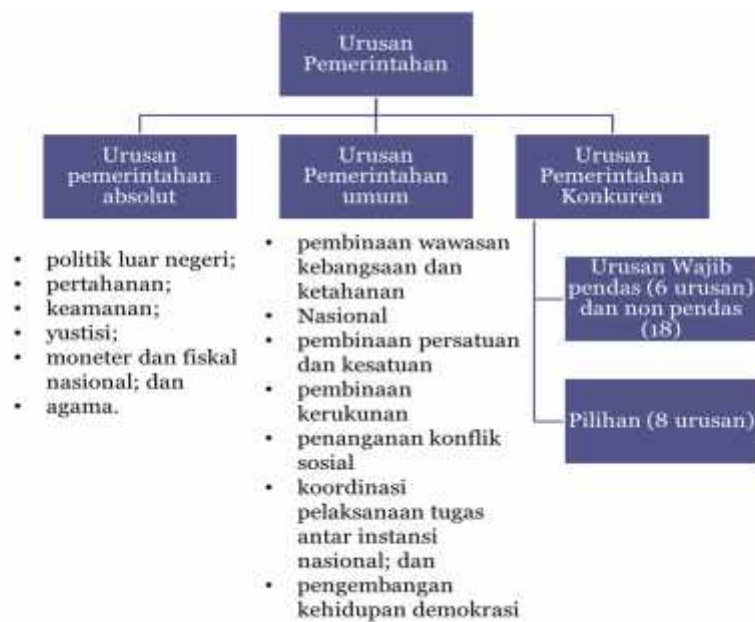 Urusan
Pemerintahan
Urusan
pemerintahan
absolut
Urusan
Pemerintahan
umum
Urusan
Pemerintahan
Konkuren
• politik luar negeri;
• pertahanan;
• keamanan;
• yustisi;
• moneter dan fiskal
nasional; dan
• agama.
• pembinaan wawasan
kebangsaan dan
ketahanan
• Nasional
• pembinaan persatuan
dan kesatuan
• pembinaan
kerukunan
• penanganan konflik
sosial
• koordinasi
pelaksanaan tugas
antar instansi
nasional; dan
• pengembangan
kehidupan demokrasi
Urusan Wajib
pendas (6 urusan)
dan non pendas
(18)
Pilihan (8 urusan)